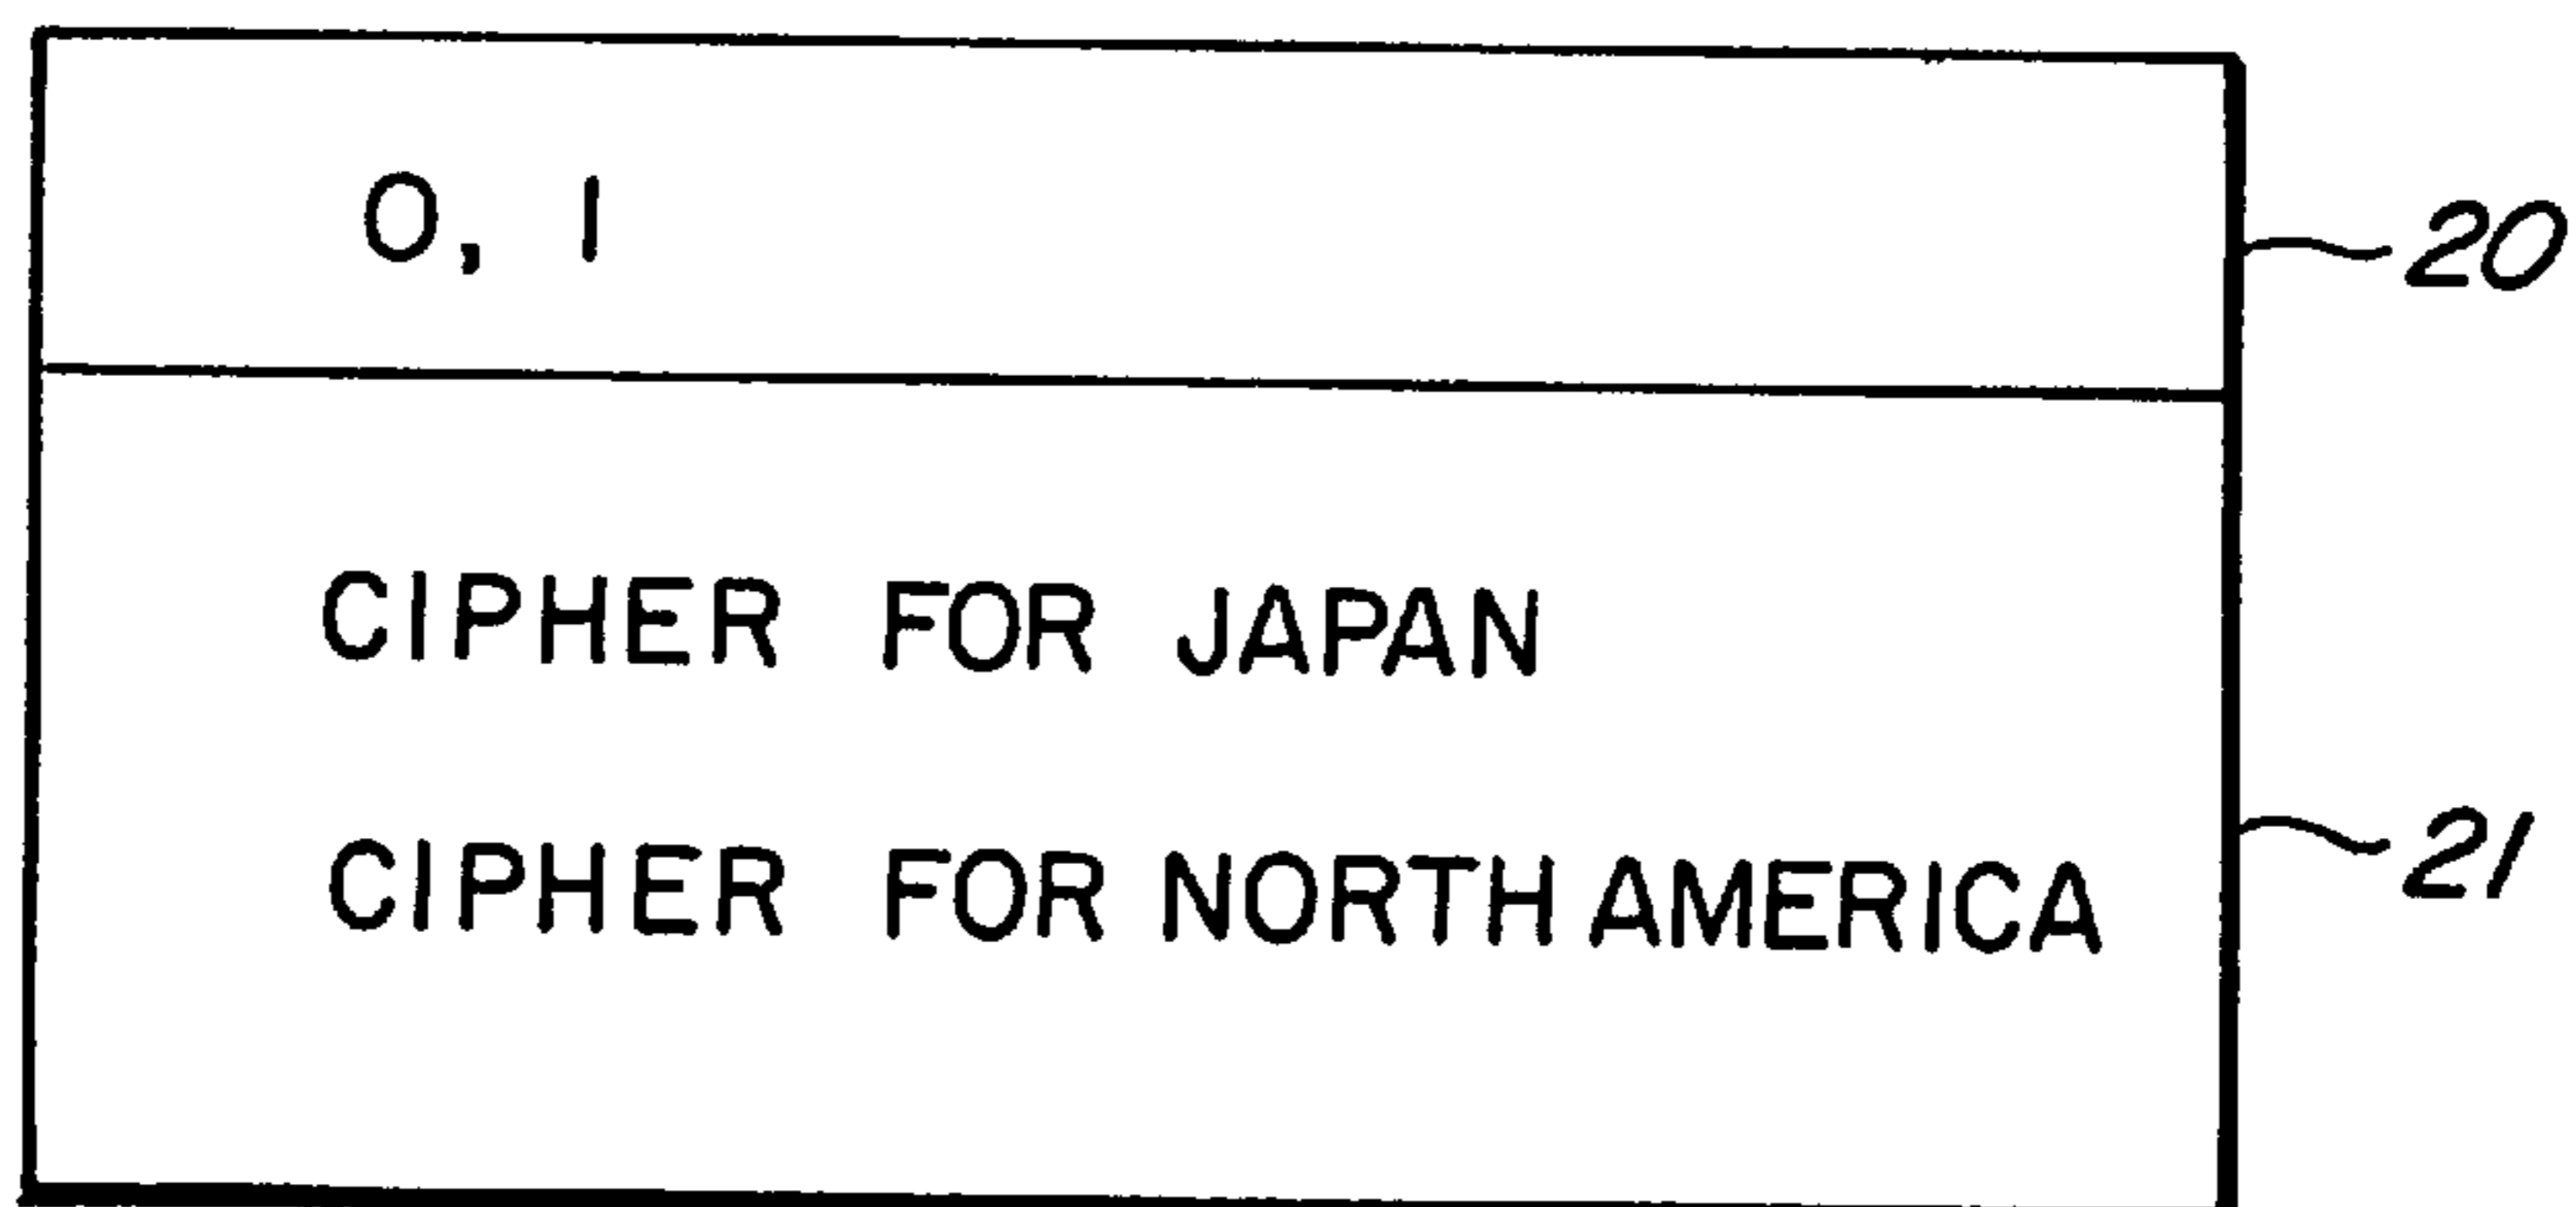 0, 1
20
CIPHER FOR JAPAN
21
CIPHER FOR NORTH AMERICA